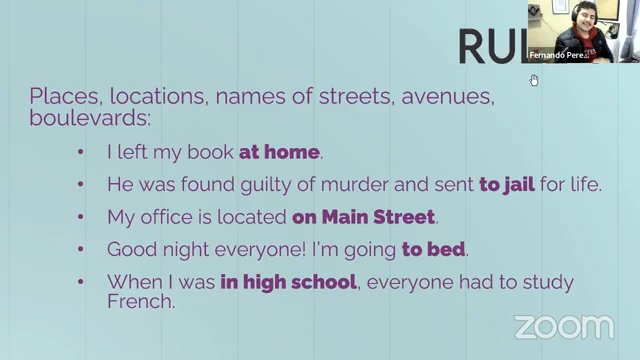 RUL
Fernando Pere...
Places, locations, names of streets, avenues,
boulevards:
• I left my book at home.
• He was found guilty of murder and sent to jail for life.
• My office is located on Main Street.
• Good night everyone! I'm going to bed.
• When I was in high school, everyone had to study
French.
zoom